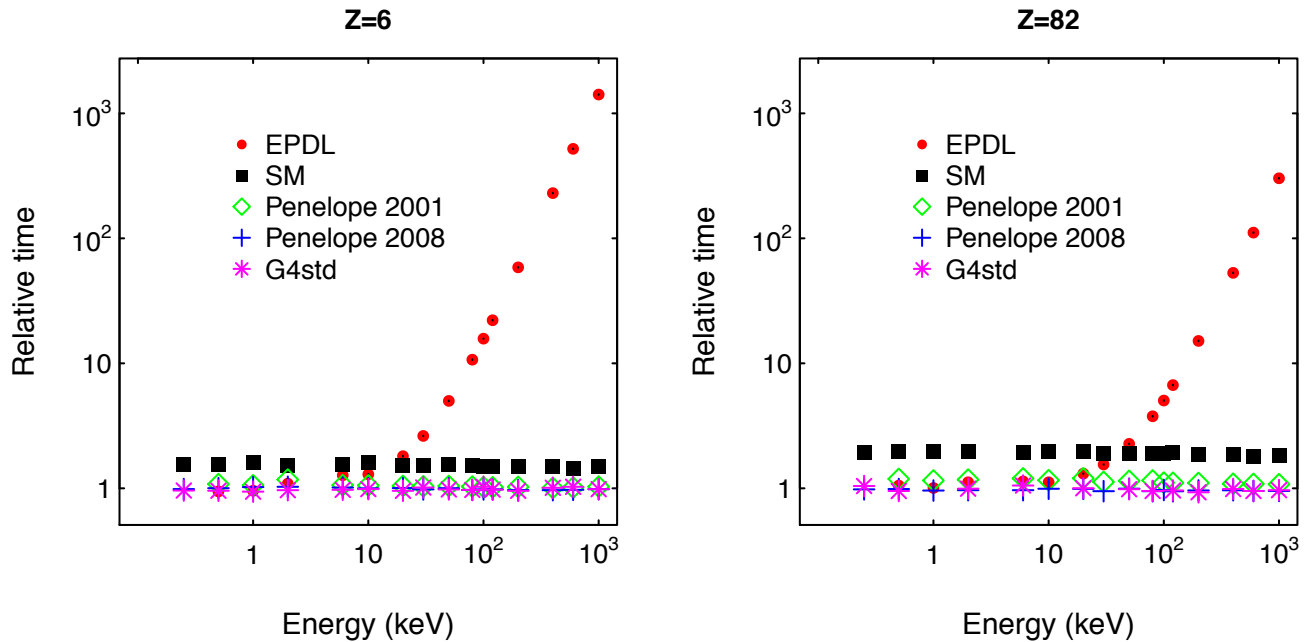 Z=6
Relative time
10³
10²
10
1
EPDL
SM
Penelope 2001
Penelope 2008
G4std
1
10
10²
10³
Energy (keV)
Z=82
Relative time
10³
10²
10
1
EPDL
SM
Penelope 2001
Penelope 2008
G4std
1
10
10²
10³
Energy (keV)